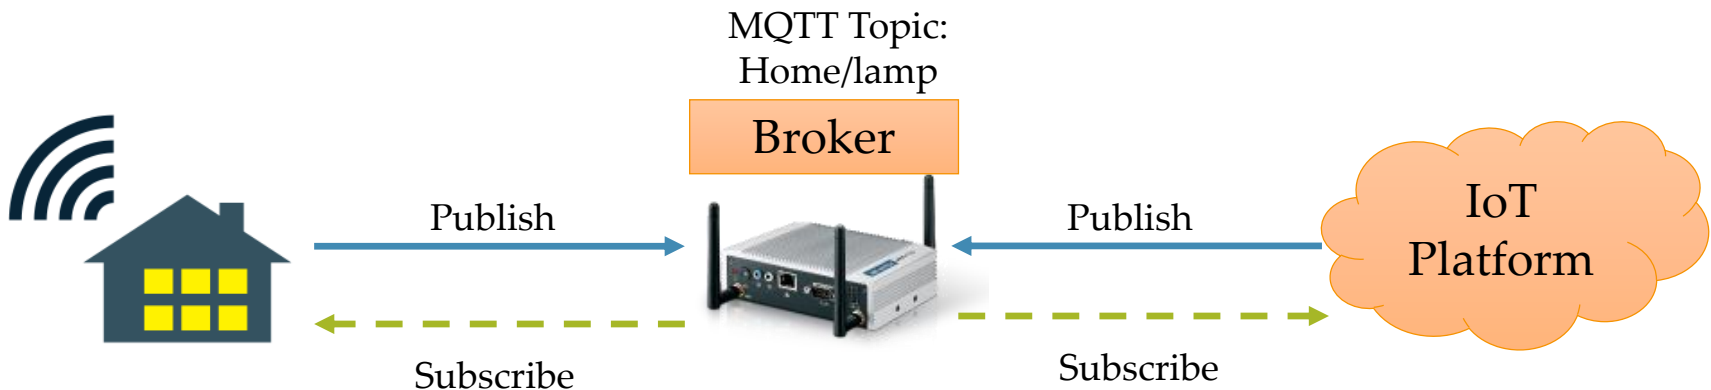 MQTT Topic:
Home/lamp
Broker
Publish
Publish
IoT
Platform
Subscribe
Subscribe